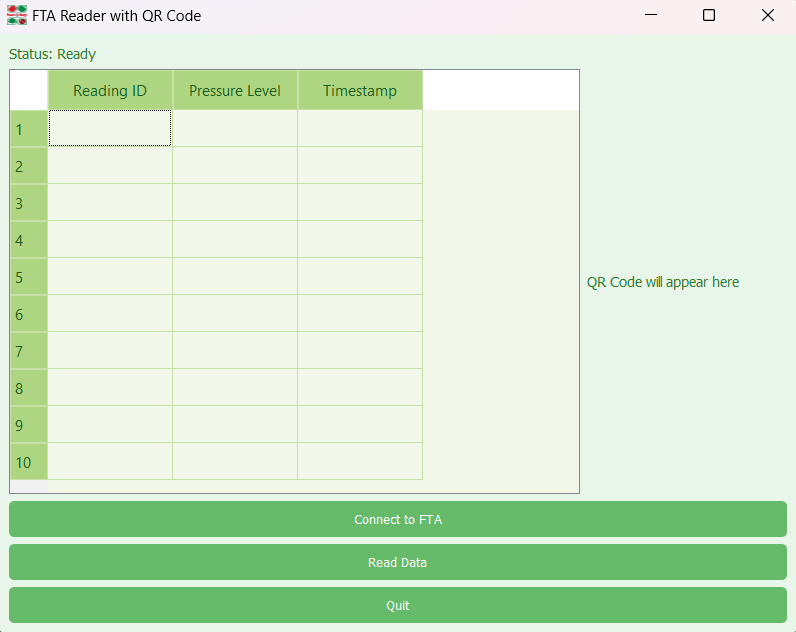 FTA Reader with QR Code
Status: Ready
Reading ID Pressure Level Timestamp
1
2
3
4
5
QR Code will appear here
6
7
8
9
10
Connect to FTA
Read Data
Quit